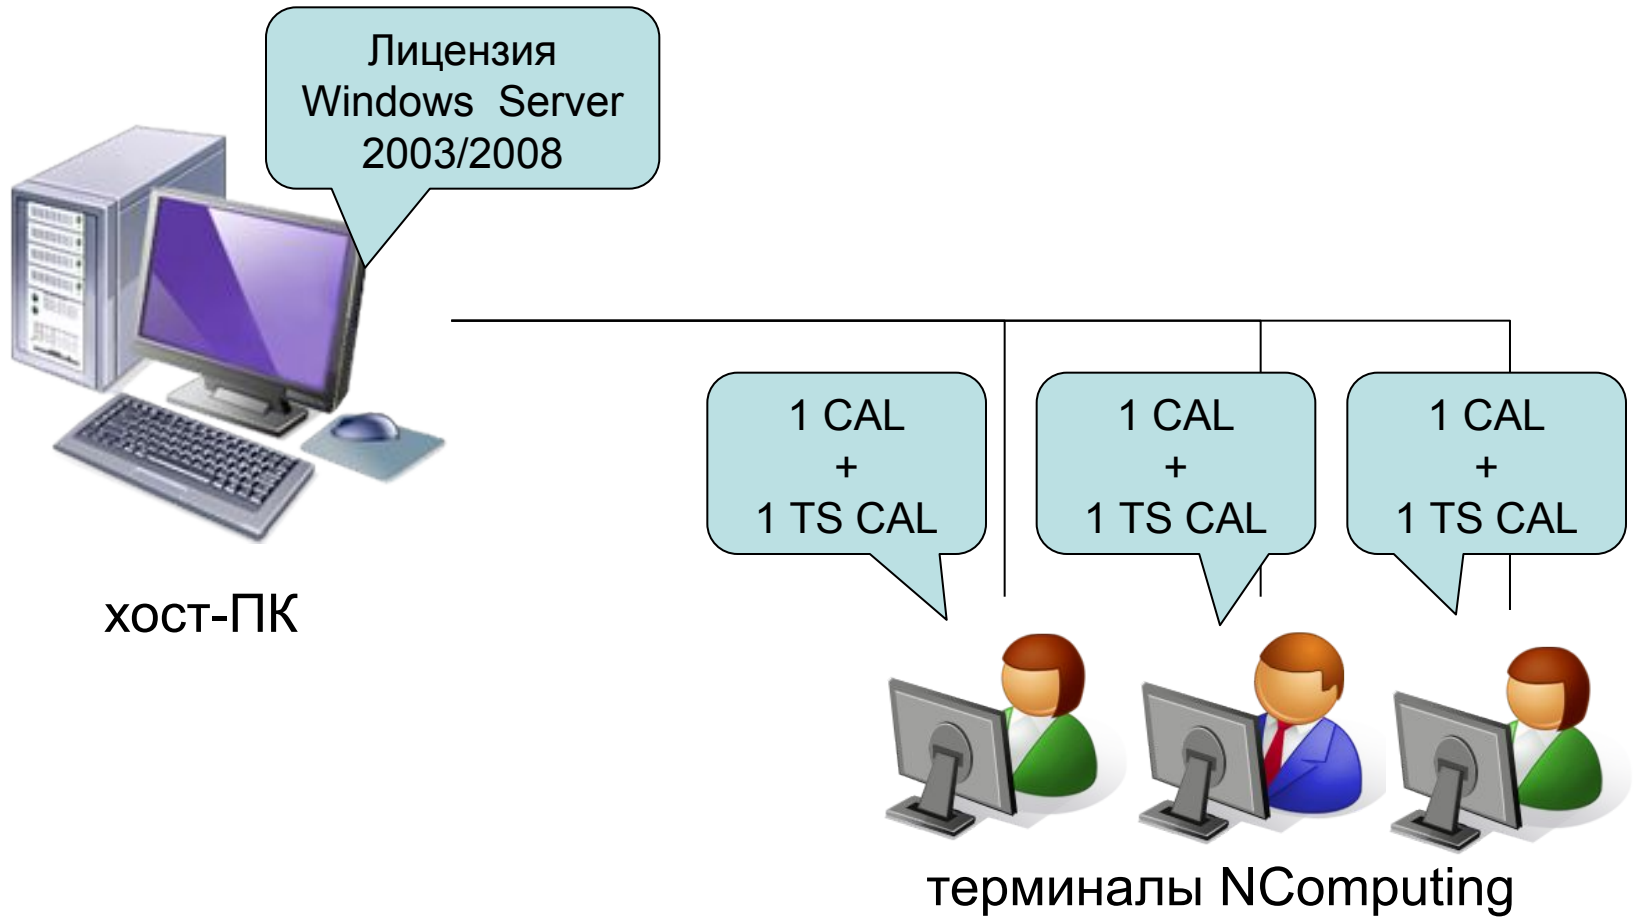 Лицензия
Windows Server
2003/2008
хост-ПК
1 CAL
+
1 TS CAL
1 CAL
+
1 TS CAL
1 CAL
+
1 TS CAL
терминалы NComputing